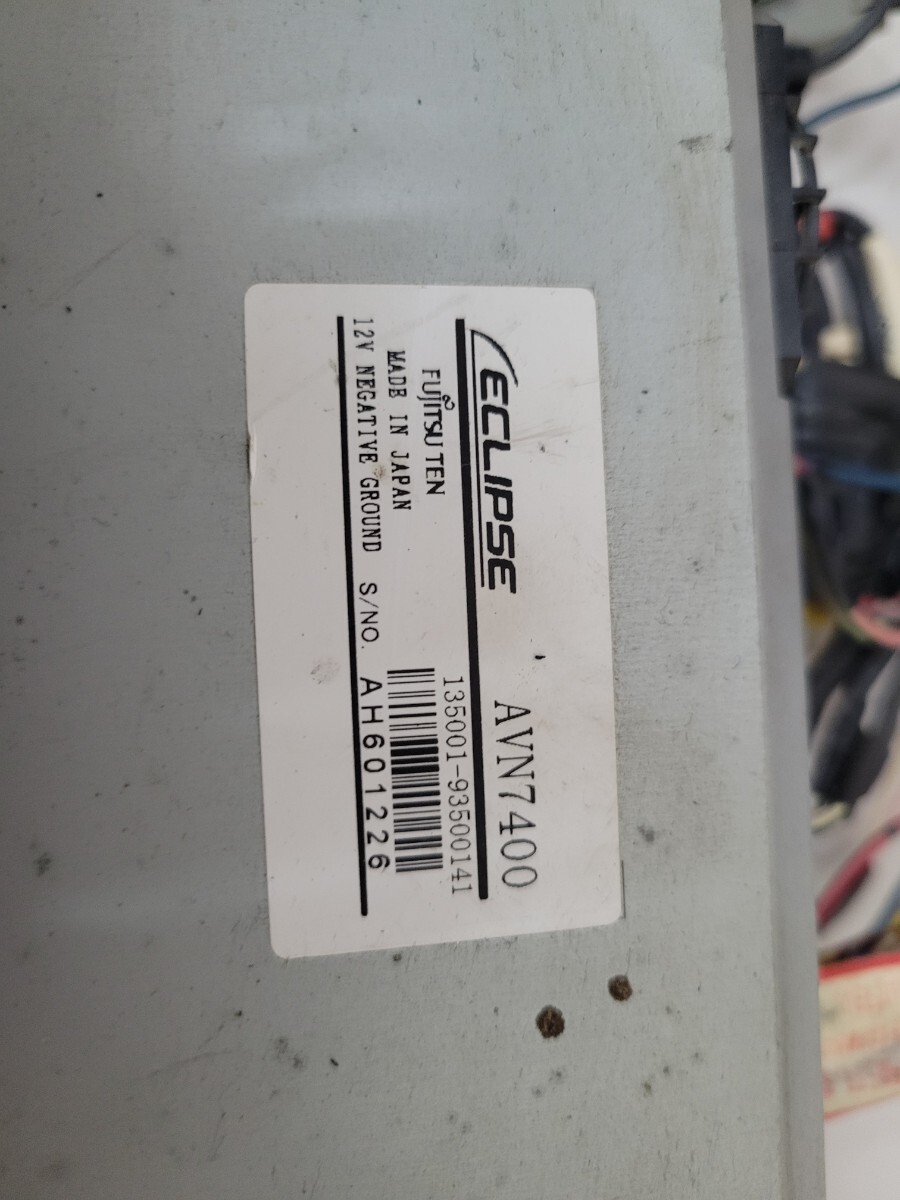 ECLIPSE AVN7400
FUJITSU TEN 135001-93500141
MADE IN JAPAN
12V NEGATIVE GROUND S/NO. AH601226